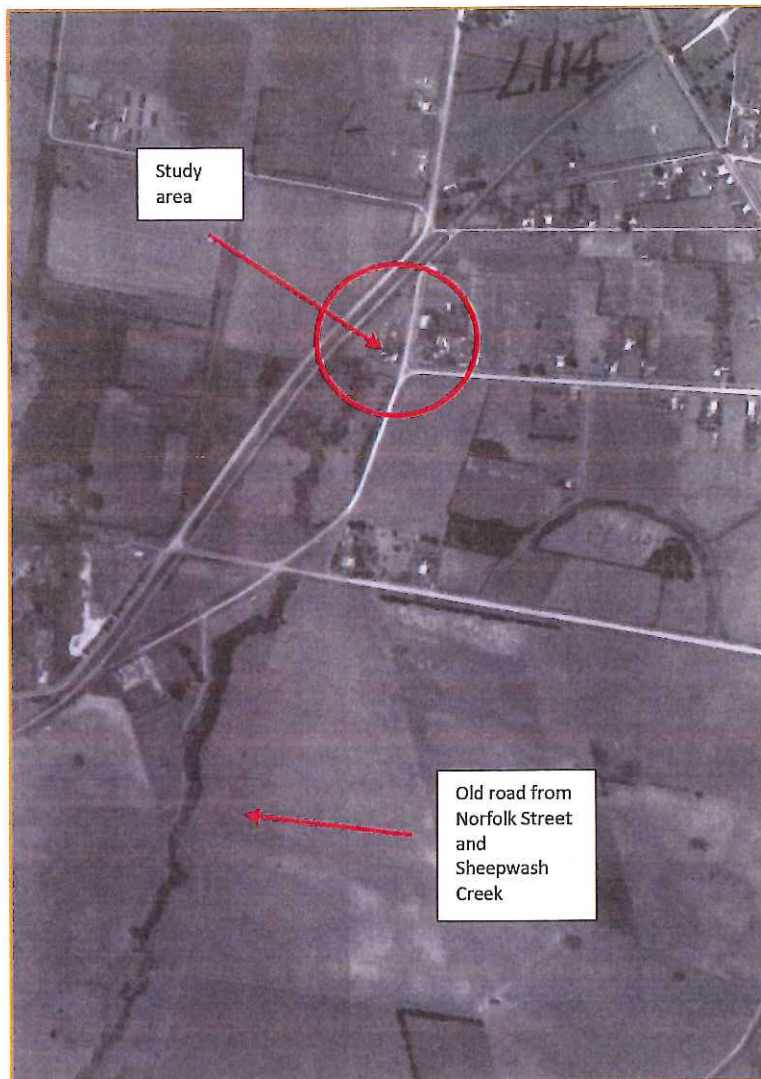 Study
area
Old road from
Norfolk Street
and
Sheepwash
Creek